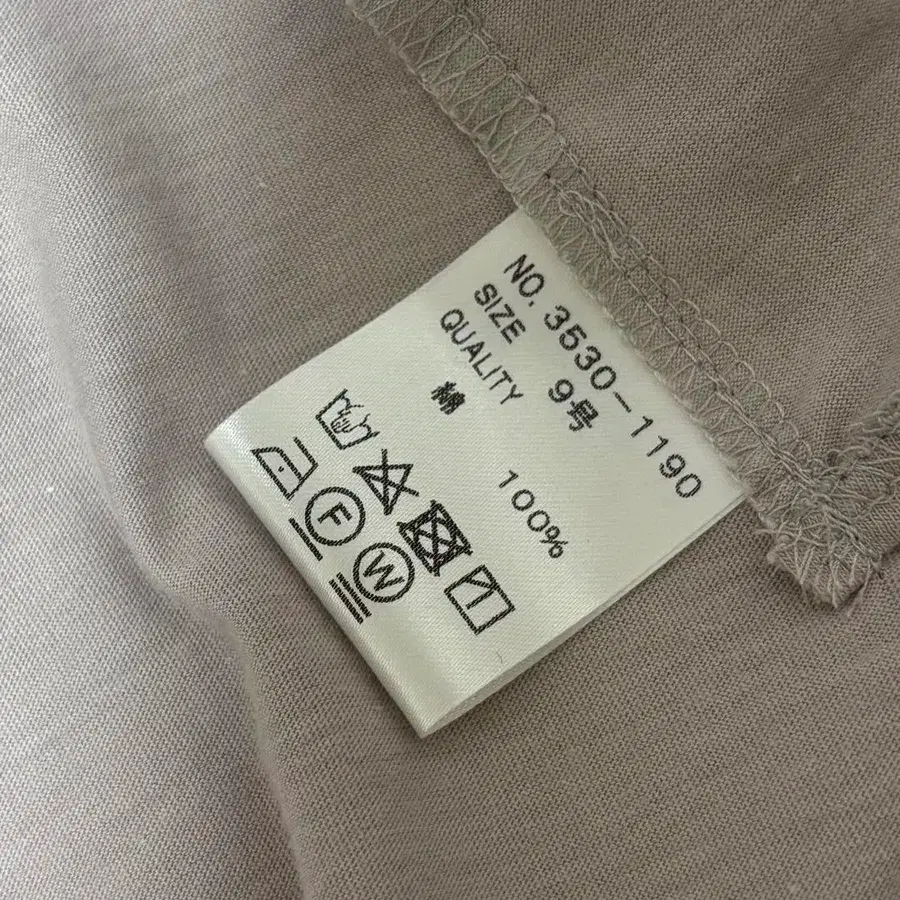 NO. 3530-1190
SIZE 9号
QUALITY
綿 100%
F
W